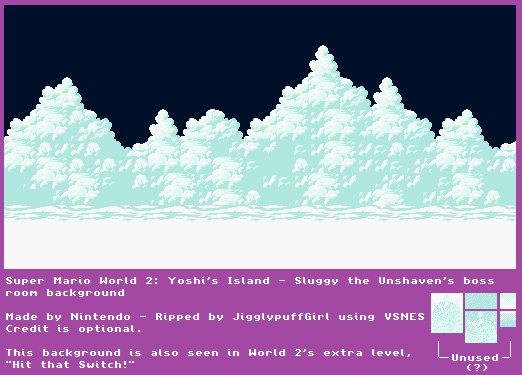 Super Mario World 2: Yoshi's Island - Sluggy the Unshaven's boss
room background
Made by Nintendo - Ripped by JigglypuffGirl using VSNES
Credit is optional.
This background is also seen in World 2's extra level,
"Hit that Switch!"
Unused
(?)